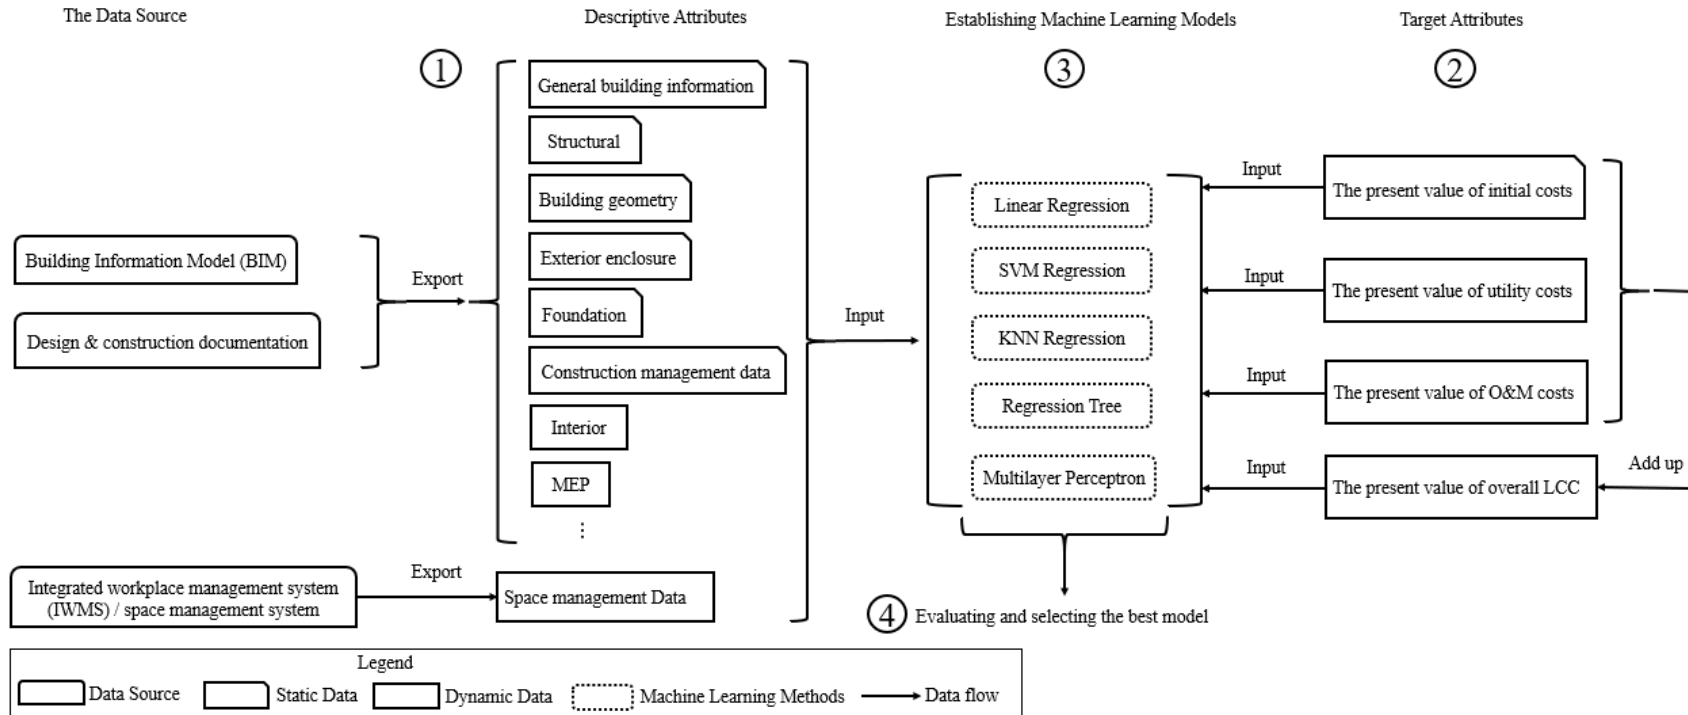 The Data Source
Descriptive Attributes
Establishing Machine Learning Models
Target Attributes
1
3
2
General building information
Structural
Building geometry
Exterior enclosure
Foundation
Construction management data
Interior
MEP
⋮
Building Information Model (BIM)
Design & construction documentation
Export
Integrated workplace management system
(IWMS) / space management system
Export
Space management Data
Input
Linear Regression
SVM Regression
KNN Regression
Regression Tree
Multilayer Perceptron
Input
The present value of initial costs
Input
The present value of utility costs
Input
The present value of O&M costs
Input
The present value of overall LCC
Add up
4
Evaluating and selecting the best model
Legend
Data Source
Static Data
Dynamic Data
Machine Learning Methods
Data flow